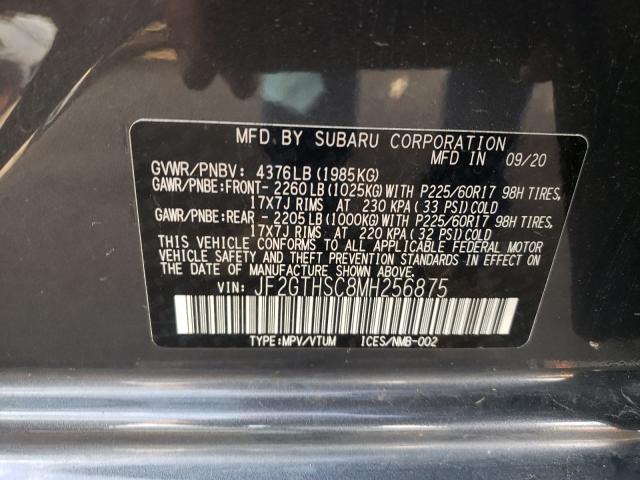 MFD BY SUBARU CORPORATION
MFD IN 09/20
GVWR/PNBV: 4376LB (1985KG)
GAWR/PNBE:FRONT- 2260LB (1025KG) WITH P225/60R17 98H TIRES,
17X7J RIMS AT 230 KPA (33 PSI) COLD
GAWR/PNBE:REAR - 2205LB (1000KG) WITH P225/60R17 98H TIRES,
17X7J RIMS AT 220 KPA (32 PSI) COLD
THIS VEHICLE CONFORMS TO ALL APPLICABLE FEDERAL MOTOR
VEHICLE SAFETY AND THEFT PREVENTION STANDARDS IN EFFECT
ON THE DATE OF MANUFACTURE SHOWN ABOVE.
VIN: JF2GTHSC8MH256875
TYPE:MPV/VTUM ICES/NMB-002